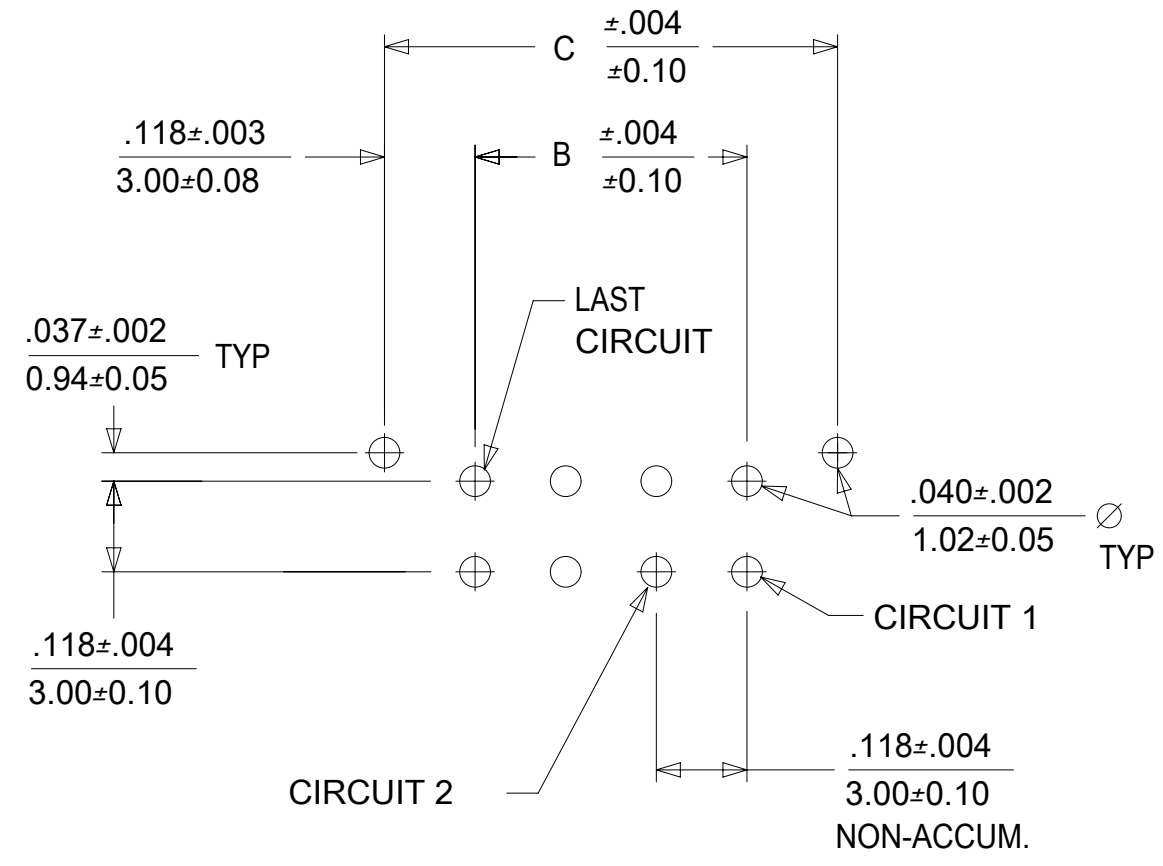 C ±.004
±0.10
.118±.003
3.00±0.08
B ±.004
±0.10
LAST
CIRCUIT
.037±.002
0.94±0.05
TYP
.040±.002
1.02±0.05
∅
TYP
CIRCUIT 1
.118±.004
3.00±0.10
CIRCUIT 2
.118±.004
3.00±0.10
NON-ACCUM.